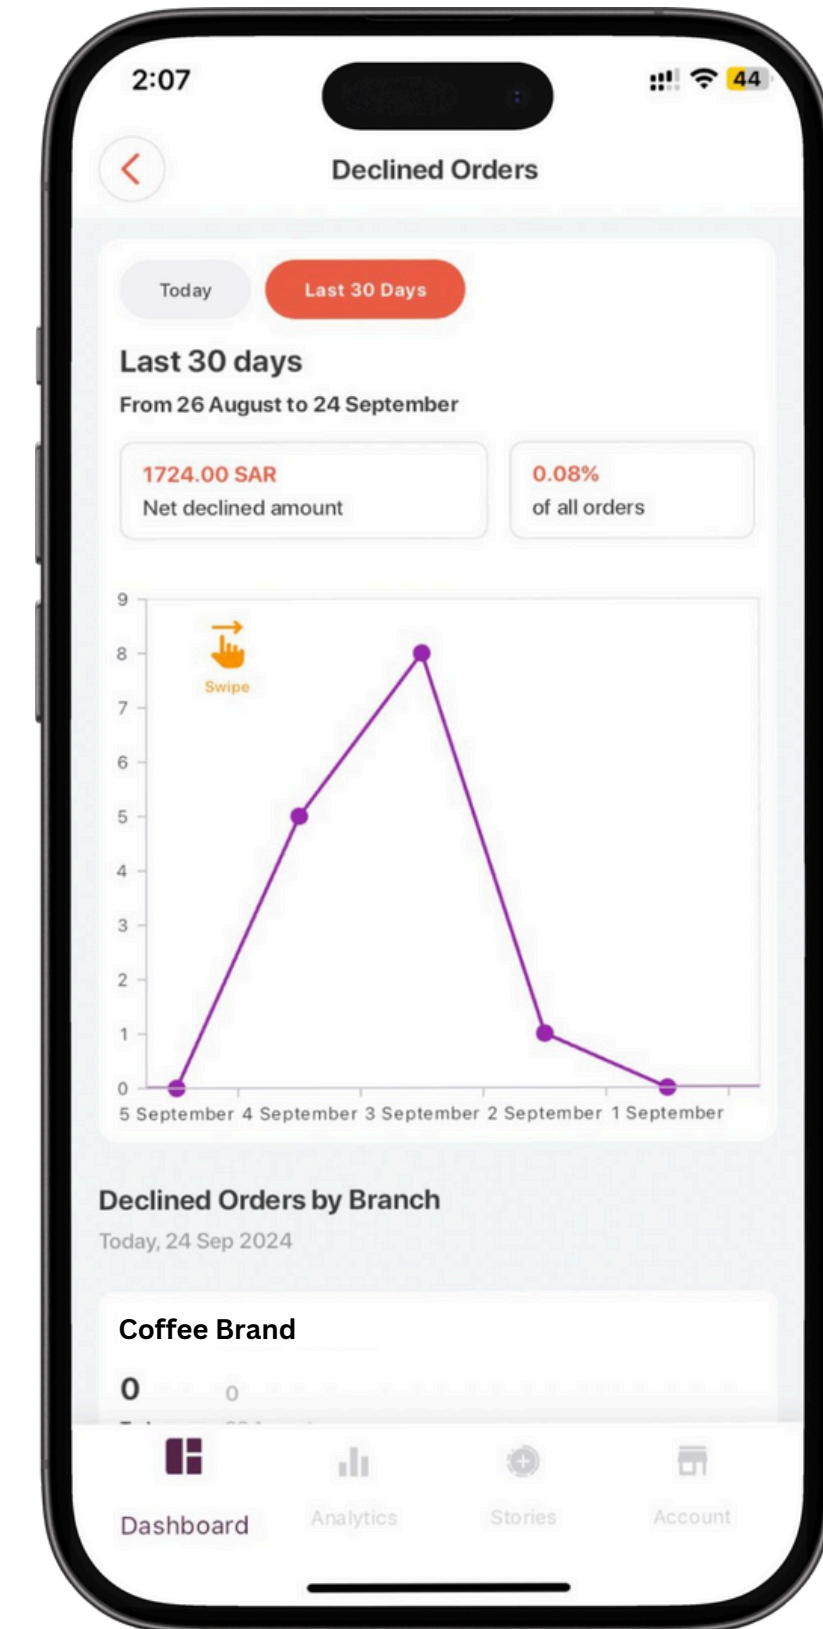 2:07
44
Declined Orders
Today
Last 30 Days
Last 30 days
From 26 August to 24 September
1724.00 SAR
Net declined amount
0.08%
of all orders
9
Swipe
8
7
6
5
4
3
2
1
0
5 September 4 September 3 September 2 September 1 September
Declined Orders by Branch
Today, 24 Sep 2024
Coffee Brand
0 0
Dashboard
Analytics
Stories
Account